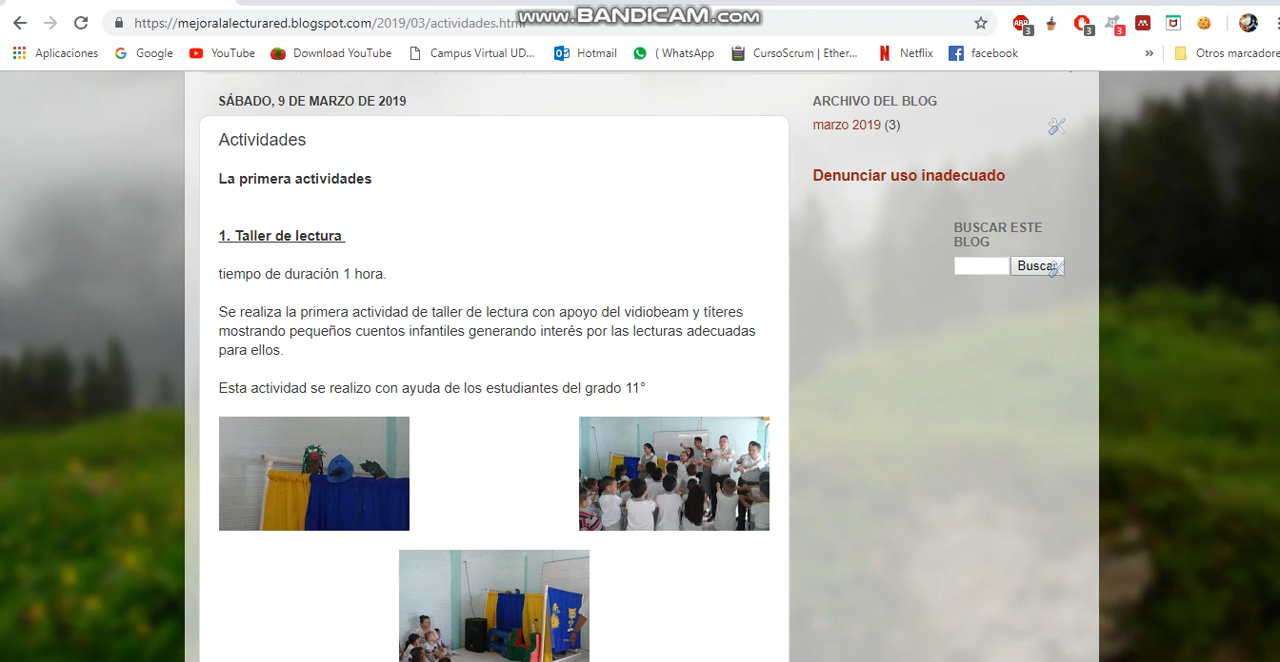 https://mejoralalecturared.blogspot.com/2019/03/actividades.html
www.BANDICAM.com
ABP 3 3 3
Aplicaciones Google YouTube Download YouTube Campus Virtual UD... Hotmail ( WhatsApp CursoScrum | Ether... Netflix facebook » Otros marcadore
SÁBADO, 9 DE MARZO DE 2019
Actividades
La primera actividades
1. Taller de lectura
tiempo de duración 1 hora.
Se realiza la primera actividad de taller de lectura con apoyo del vidiobeam y títeres
mostrando pequeños cuentos infantiles generando interés por las lecturas adecuadas
para ellos.
Esta actividad se realizo con ayuda de los estudiantes del grado 11°
ARCHIVO DEL BLOG
marzo 2019 (3)
Denunciar uso inadecuado
BUSCAR ESTE
BLOG
Buscar